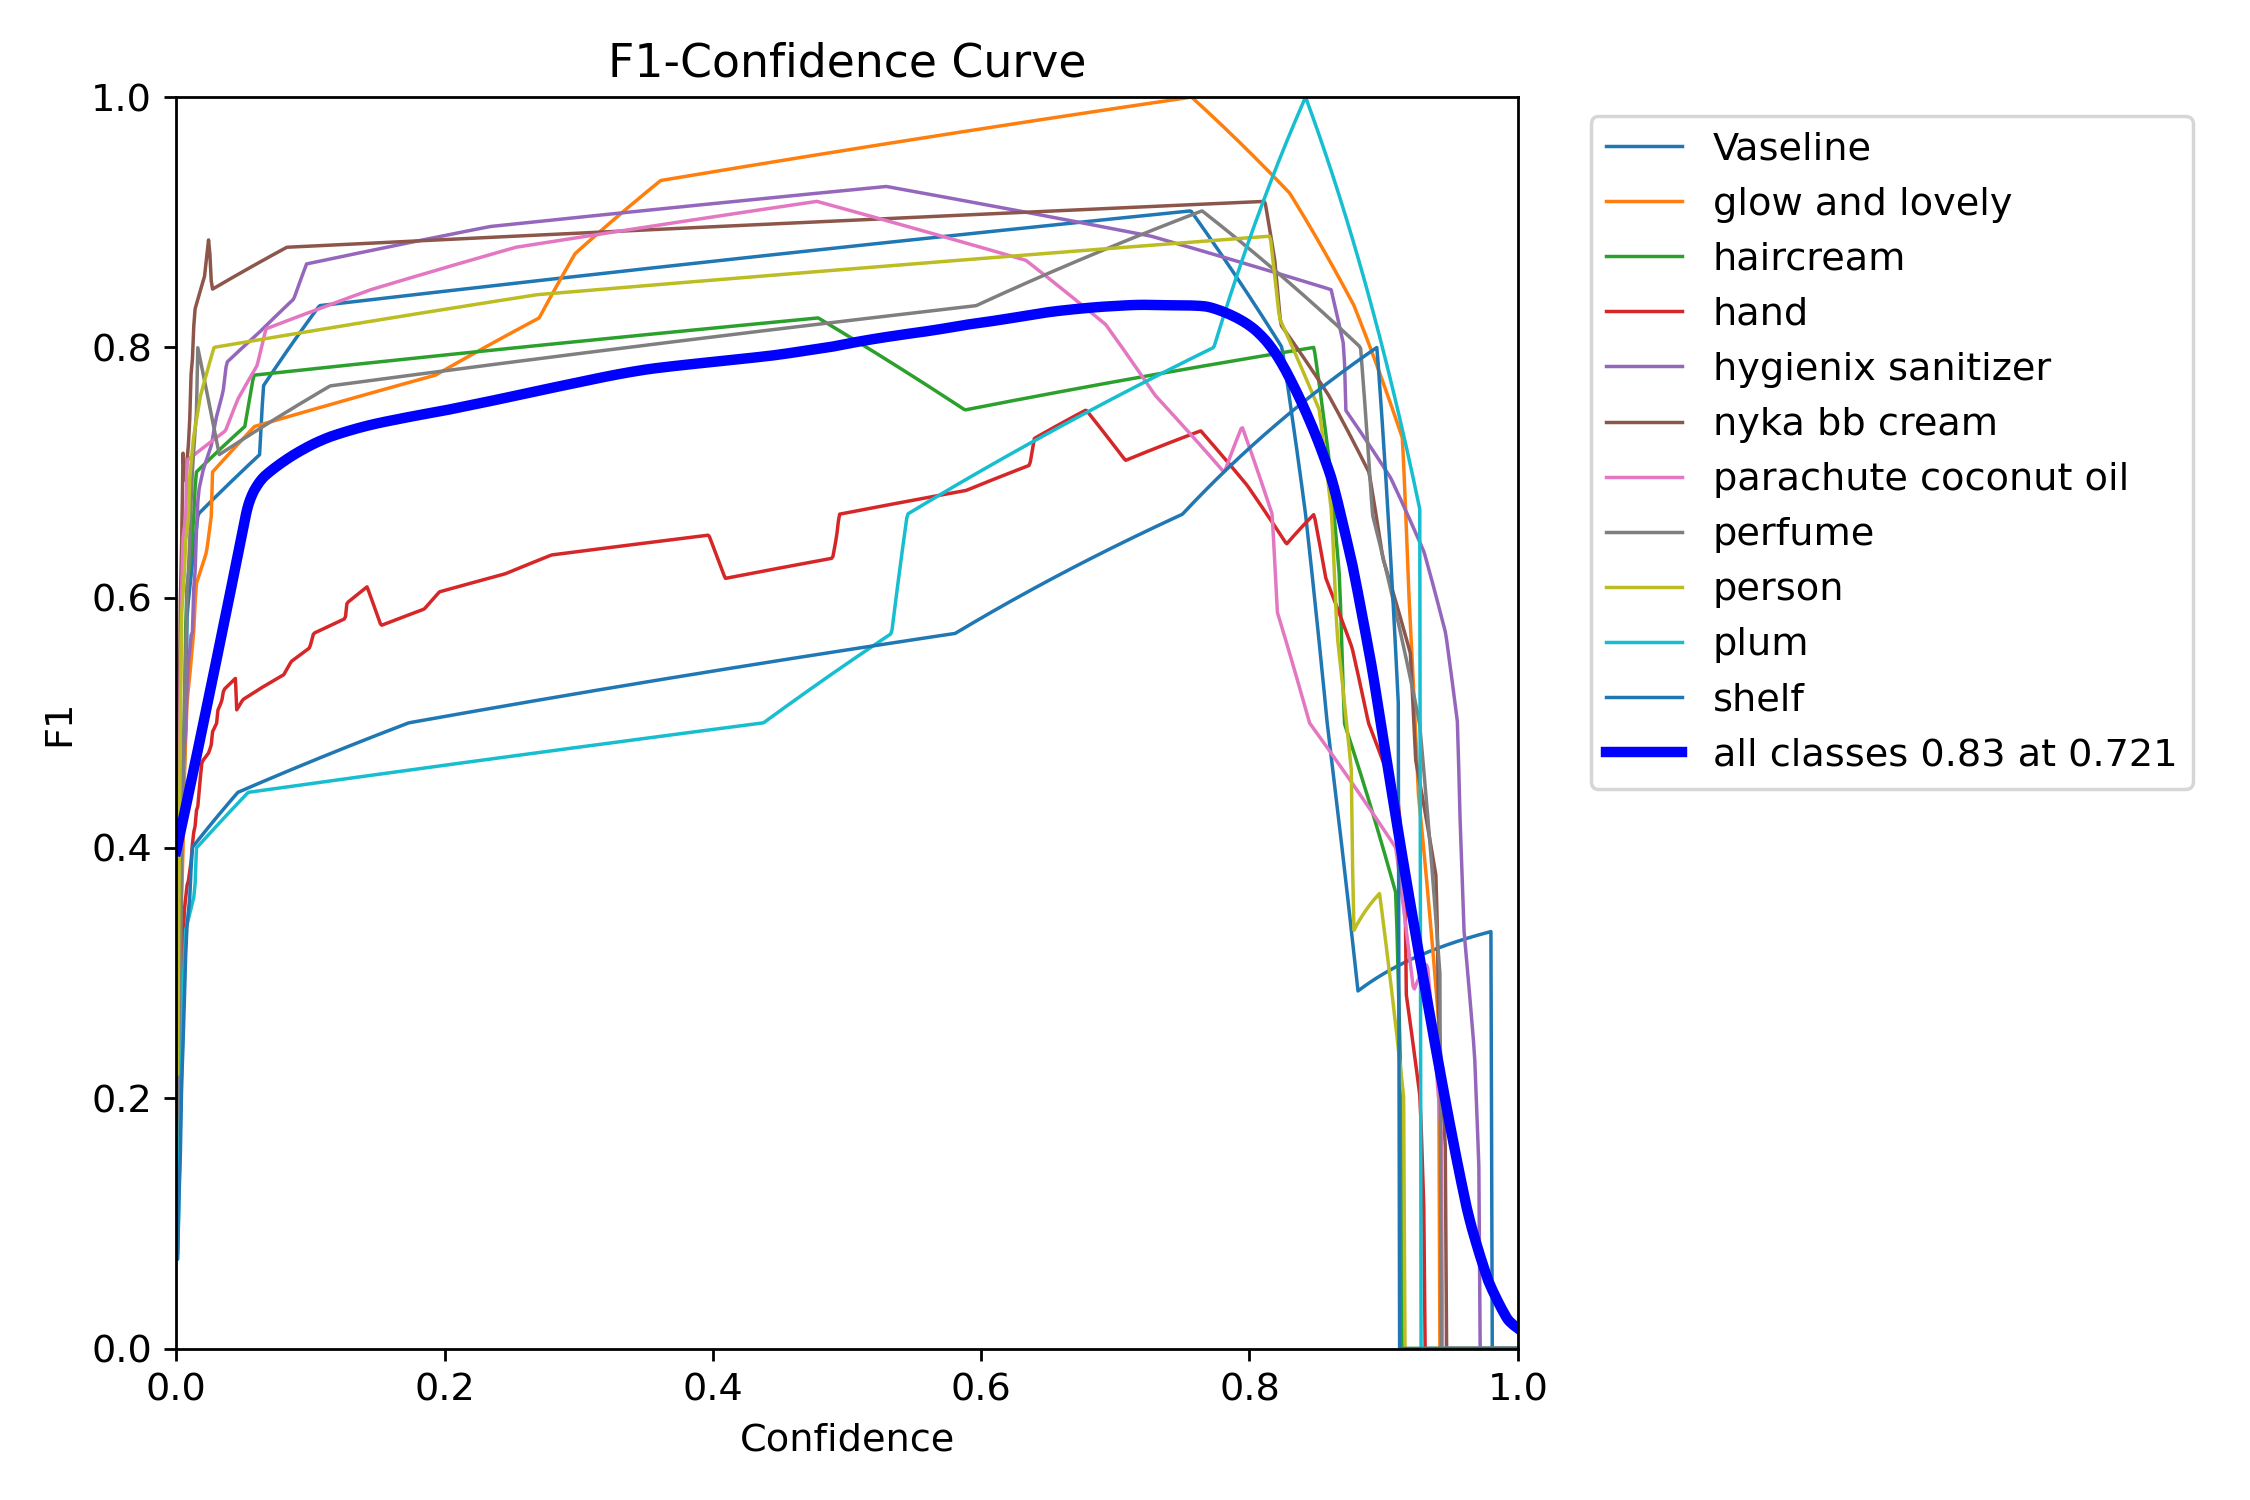 F1-Confidence Curve
1.0
0.8
0.6
0.4
0.2
0.0
F1
0.0 0.2 0.4 0.6 0.8 1.0
Confidence
Vaseline
glow and lovely
haircream
hand
hygienix sanitizer
nyka bb cream
parachute coconut oil
perfume
person
plum
shelf
all classes 0.83 at 0.721